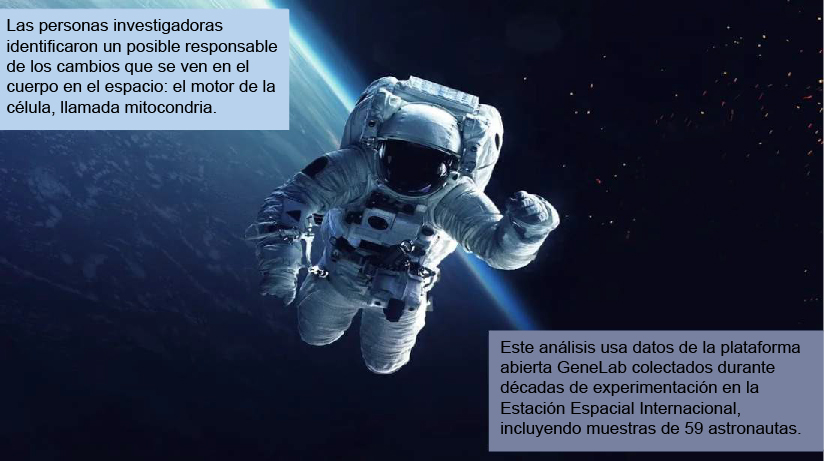 Las personas investigadoras
identificaron un posible responsable
de los cambios que se ven en el
cuerpo en el espacio: el motor de la
célula, llamada mitocondria.
Este análisis usa datos de la plataforma
abierta GeneLab colectados durante
décadas de experimentación en la
Estación Espacial Internacional,
incluyendo muestras de 59 astronautas.